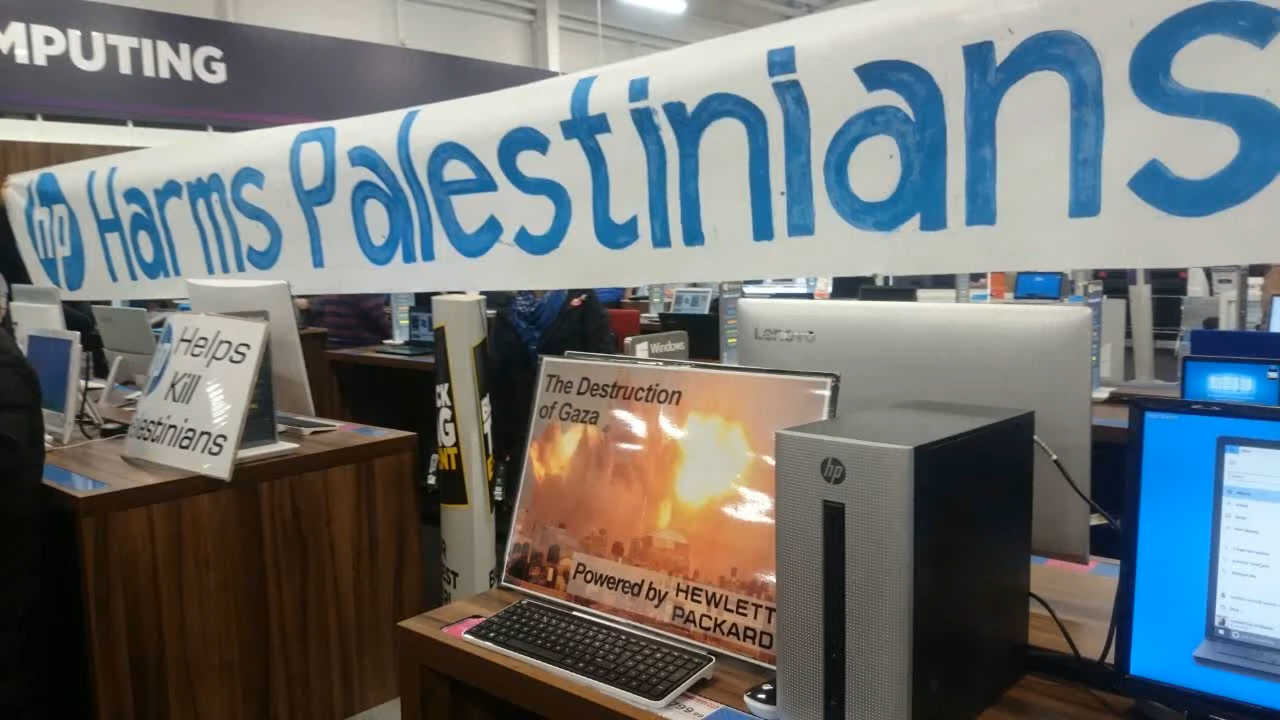 MPUTING
hp Harms Palestinians
Helps
Kill
alestinians
Lenovo
Windows
The Destruction
of Gaza
hp
Powered by HEWLETT
PACKARD